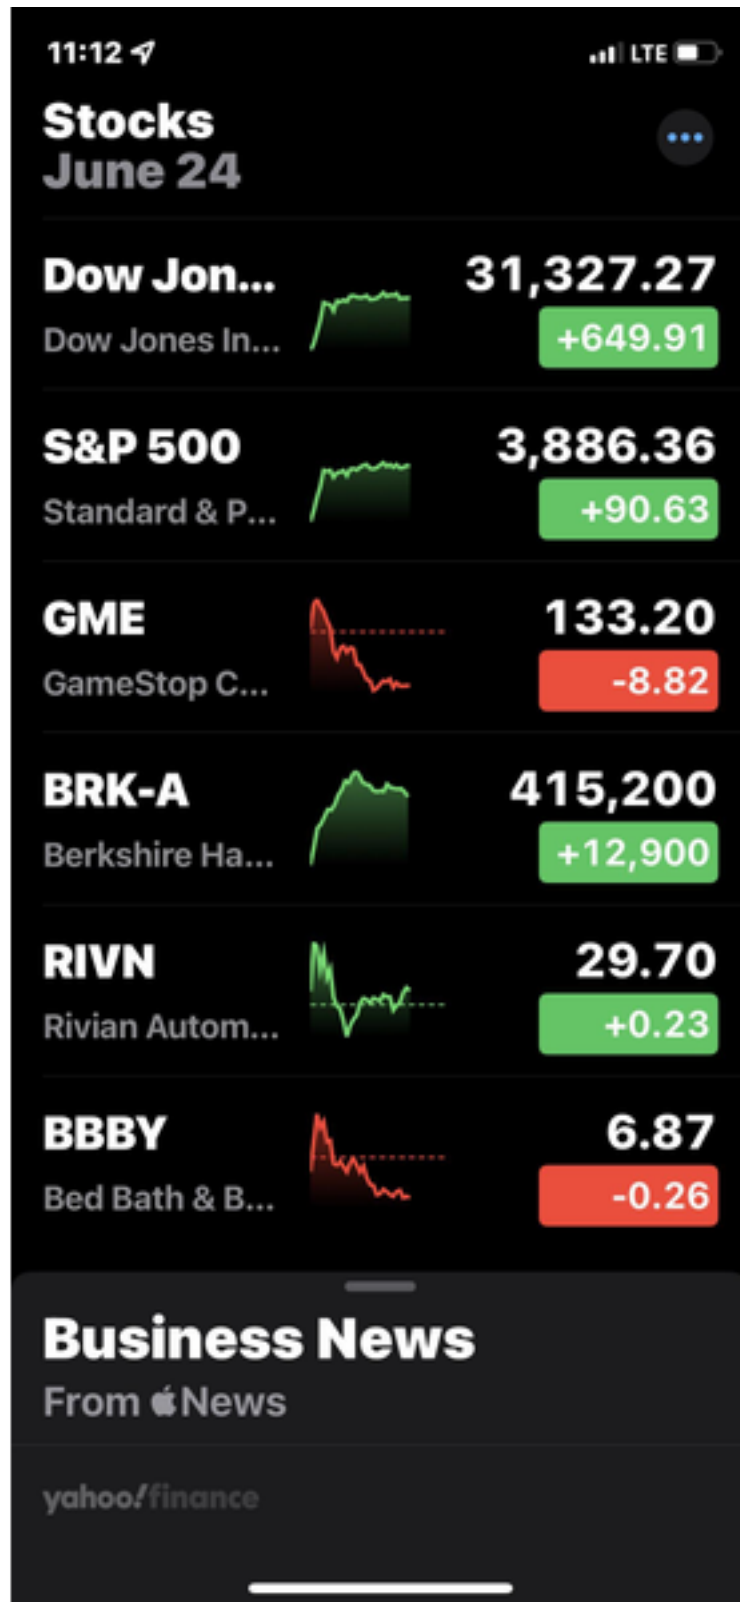 11:12
LTE
Stocks
June 24
Dow Jon...
31,327.27
Dow Jones In...
+649.91
S&P 500
3,886.36
Standard & P...
+90.63
GME
133.20
GameStop C...
-8.82
BRK-A
415,200
Berkshire Ha...
+12,900
RIVN
29.70
Rivian Autom...
+0.23
BBBY
6.87
Bed Bath & B...
-0.26
Business News
From News
yahoo!finance